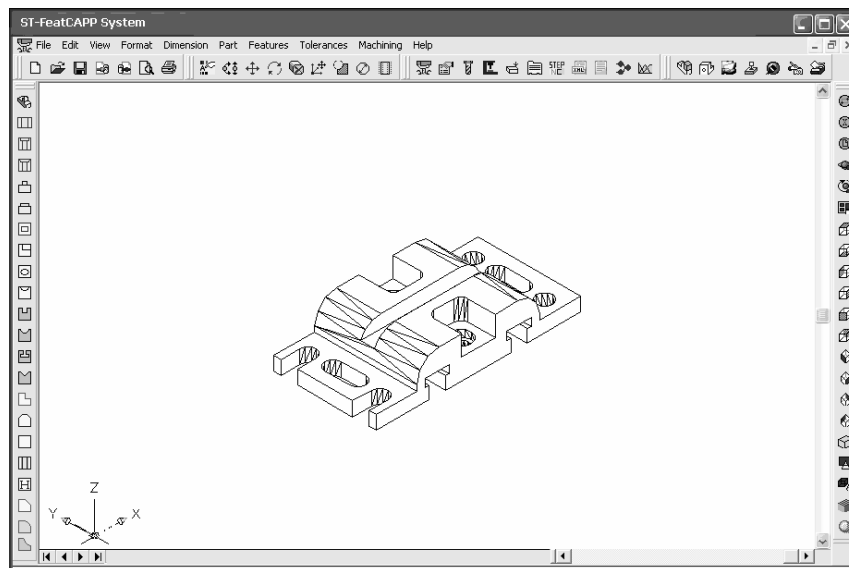 ST-FeatCAPP System
File Edit View Format Dimension Part Features Tolerances Machining Help
STEP
Z
Y X